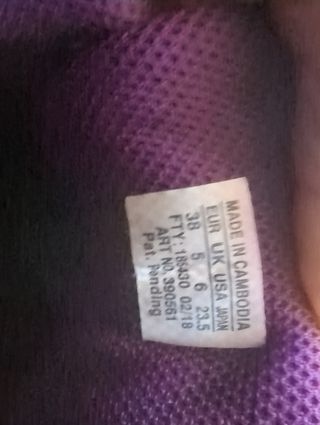 MADE IN CAMBODIA
EUR UK USA JAPAN
38 5 6 23.5
FTY: 186430 02/18
ART NO. 390561
Pat. Pending